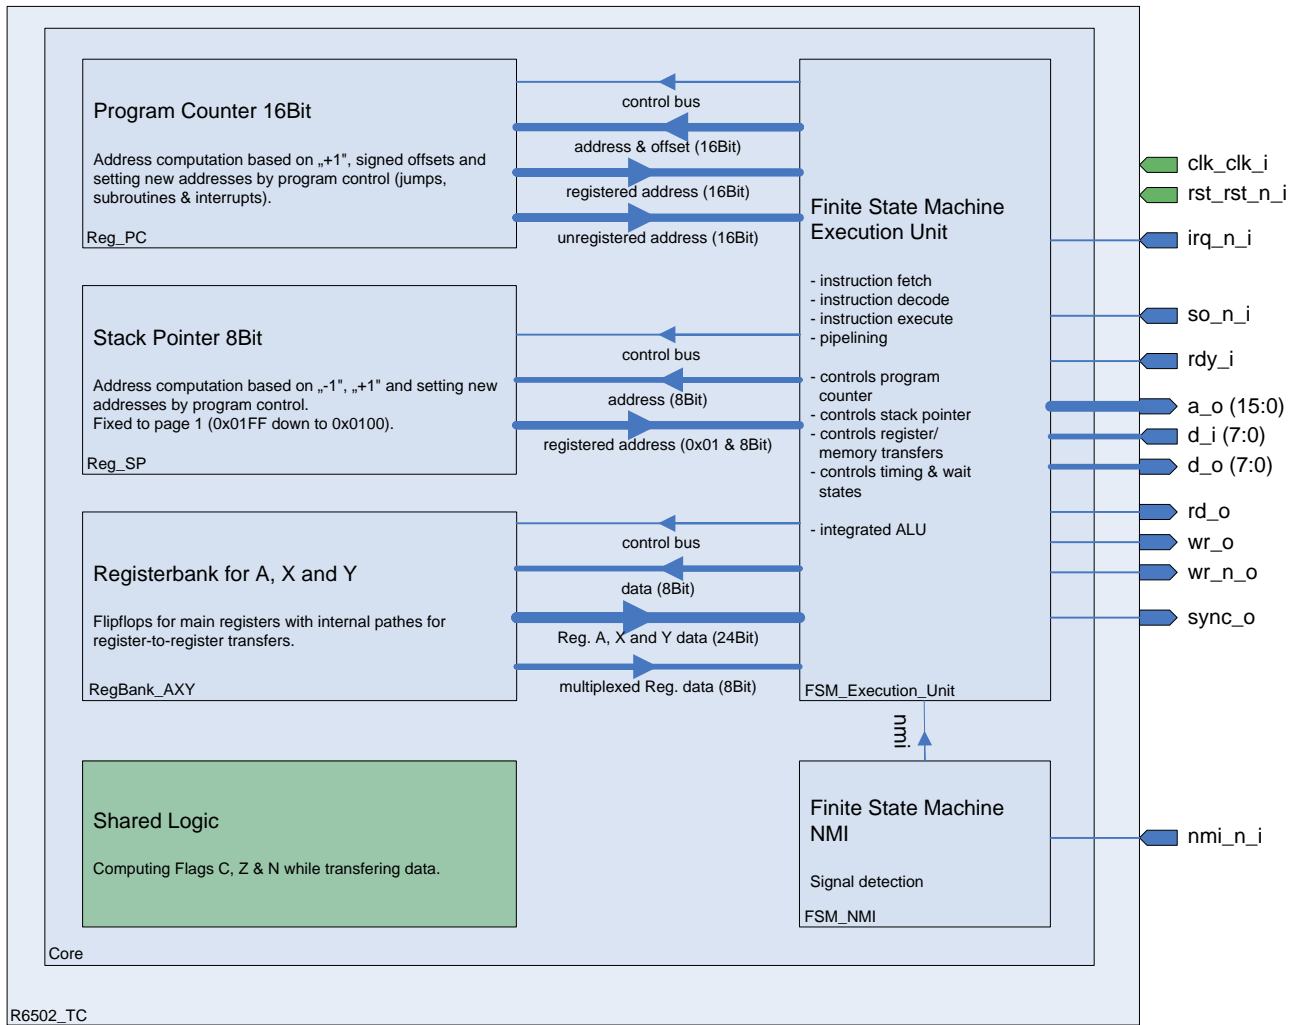 Program Counter 16Bit
Address computation based on „+1", signed offsets and
setting new addresses by program control (jumps,
subroutines & interrupts).
Reg_PC
control bus
address & offset (16Bit)
registered address (16Bit)
unregistered address (16Bit)
Stack Pointer 8Bit
Address computation based on „-1", „+1" and setting new
addresses by program control.
Fixed to page 1 (0x01FF down to 0x0100).
Reg_SP
control bus
address (8Bit)
registered address (0x01 & 8Bit)
Registerbank for A, X and Y
Flipflops for main registers with internal pathes for
register-to-register transfers.
RegBank_AXY
control bus
data (8Bit)
Reg. A, X and Y data (24Bit)
multiplexed Reg. data (8Bit)
Finite State Machine
Execution Unit
- instruction fetch
- instruction decode
- instruction execute
- pipelining
- controls program
counter
- controls stack pointer
- controls register/
memory transfers
- controls timing & wait
states
- integrated ALU
FSM_Execution_Unit
nmi
Shared Logic
Computing Flags C, Z & N while transfering data.
Finite State Machine
NMI
Signal detection
FSM_NMI
Core
R6502_TC
clk_clk_i
rst_rst_n_i
irq_n_i
so_n_i
rdy_i
a_o (15:0)
d_i (7:0)
d_o (7:0)
rd_o
wr_o
wr_n_o
sync_o
nmi_n_i